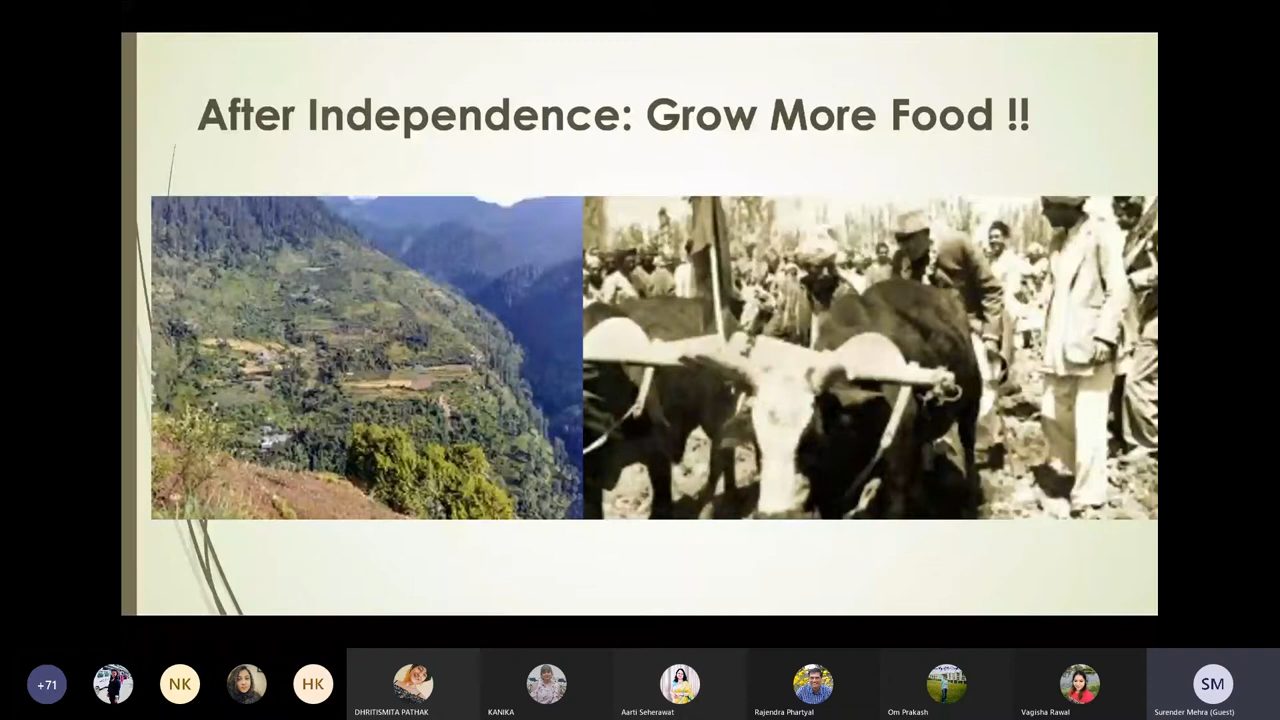 After Independence: Grow More Food !!
+71
NK
HK
SM
DHRITISMITA PATHAK
KANIKA
Aarti Seherawat
Rajendra Phartyal
Om Prakash
Vagisha Rawal
Surender Mehra (Guest)